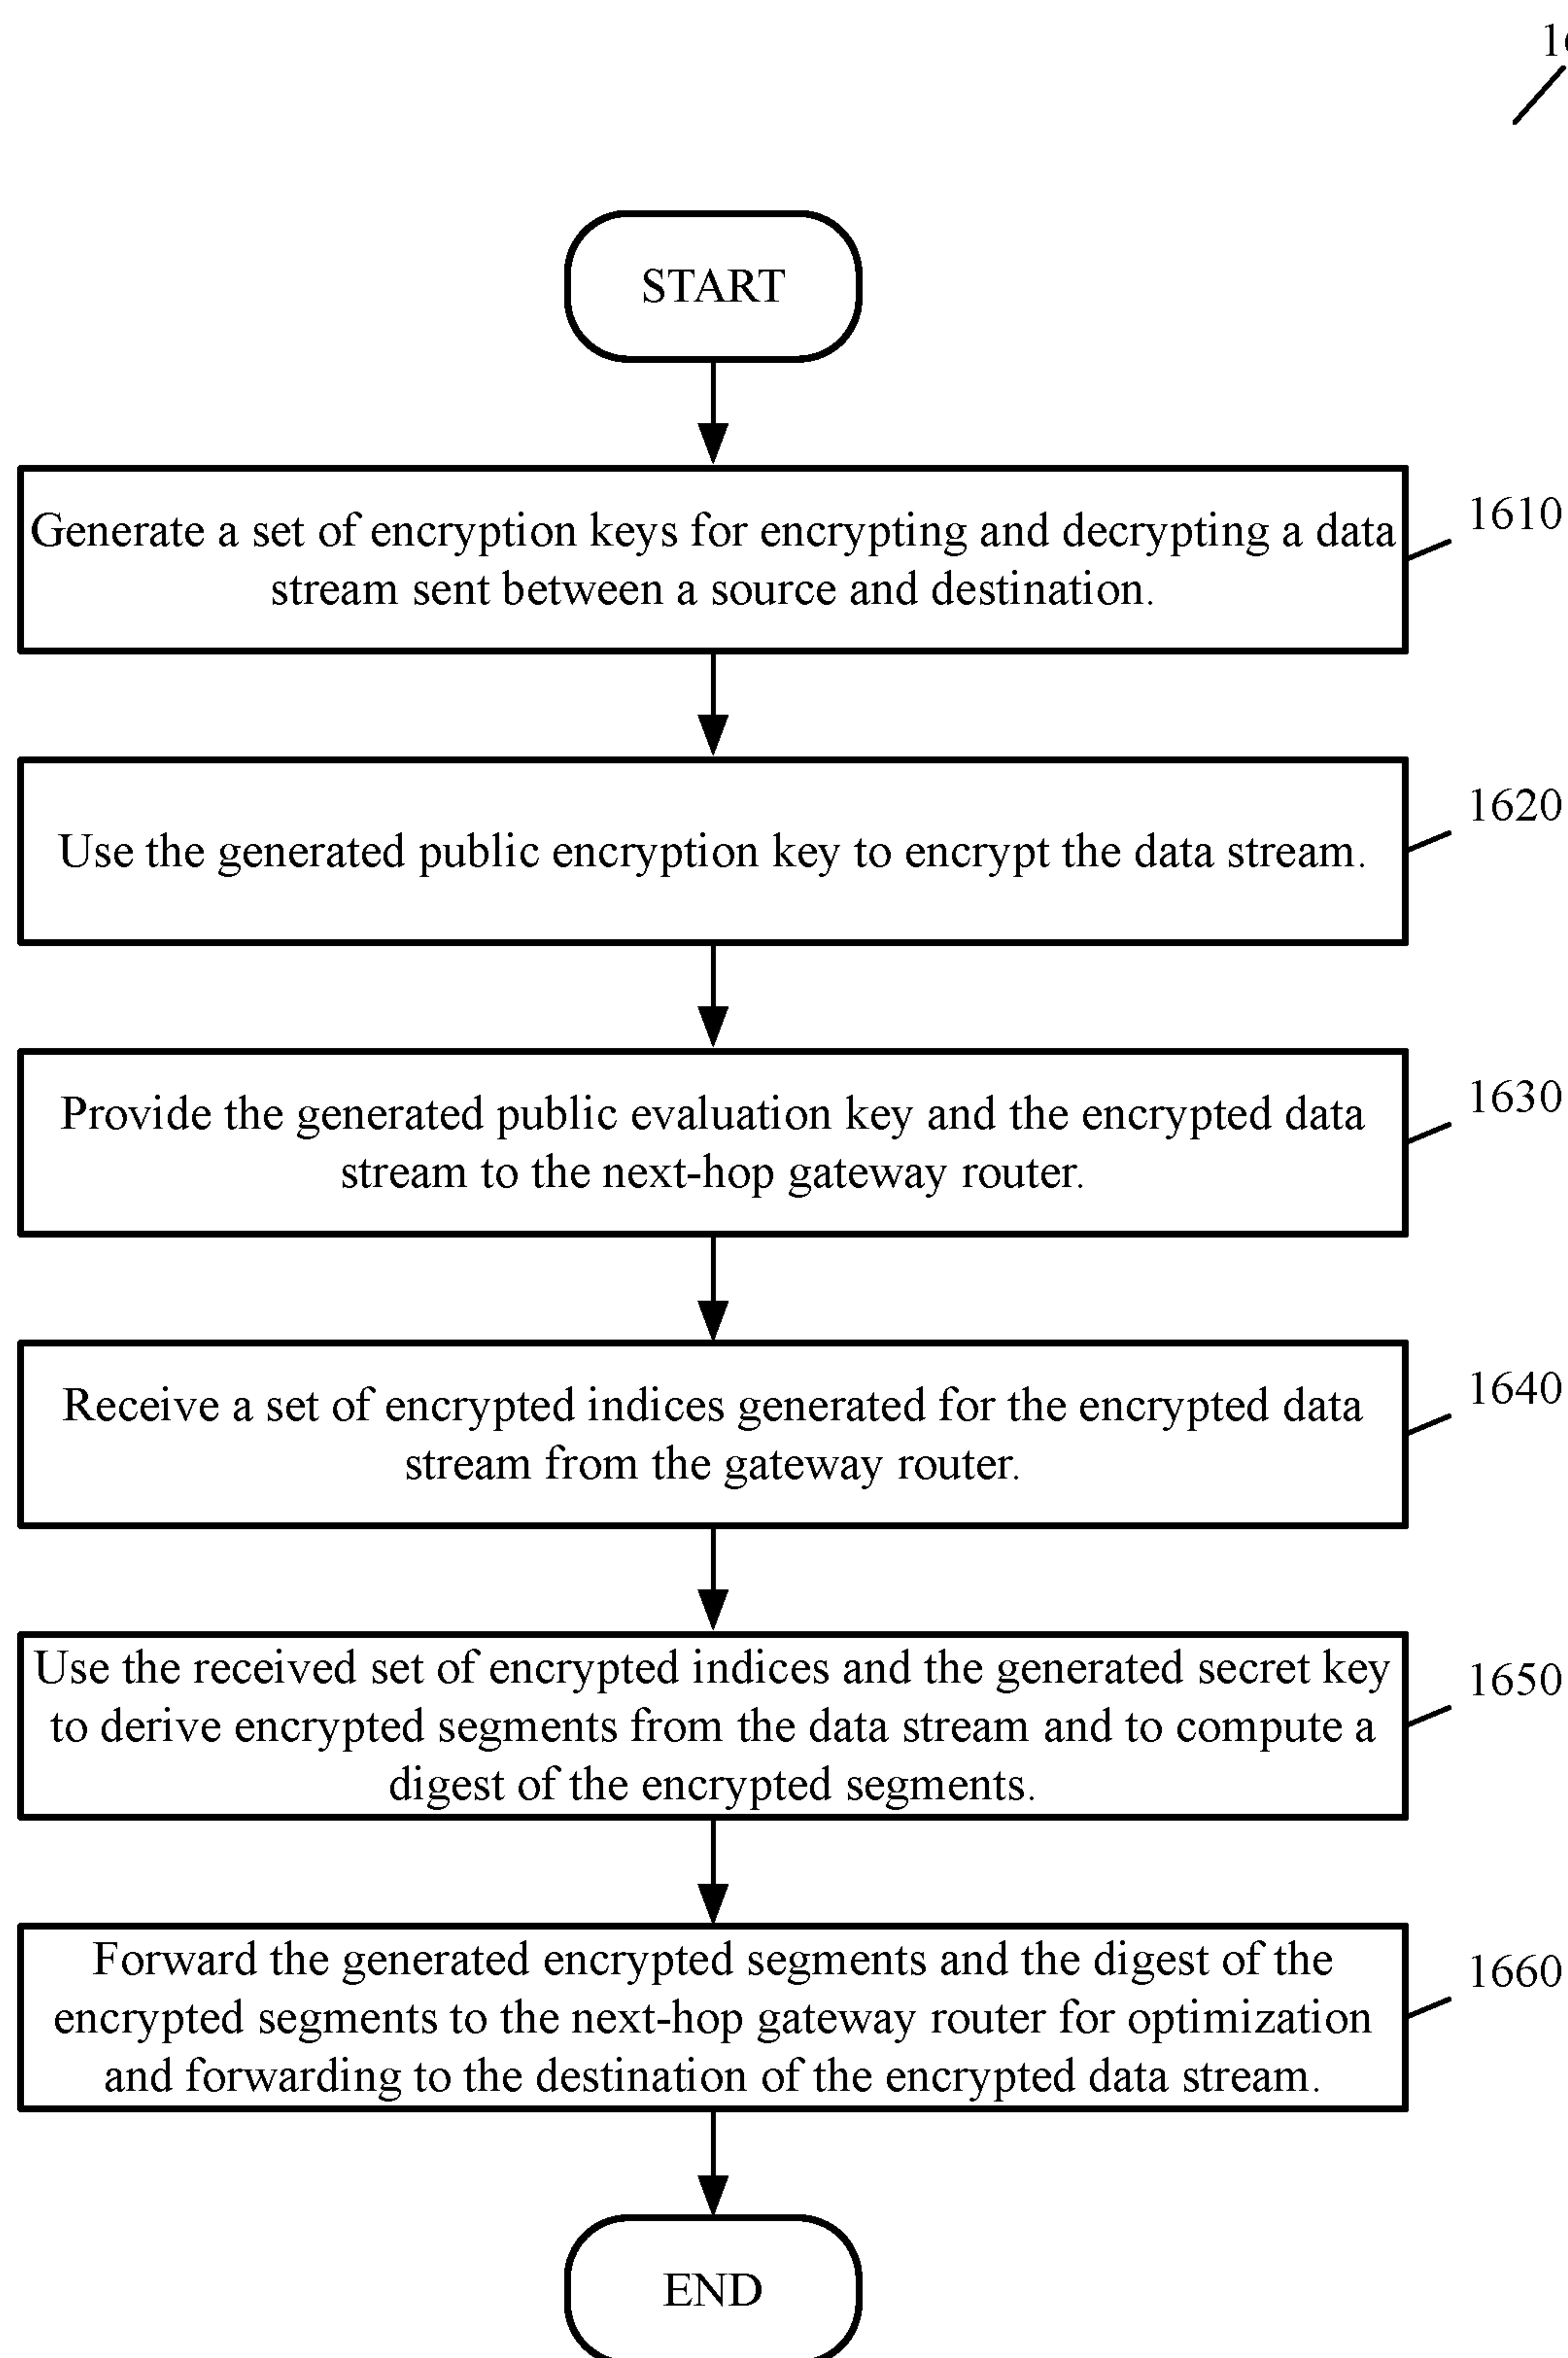 START
Generate a set of encryption keys for encrypting and decrypting a data
stream sent between a source and destination.
1610
Use the generated public encryption key to encrypt the data stream.
1620
Provide the generated public evaluation key and the encrypted data
stream to the next-hop gateway router.
1630
Receive a set of encrypted indices generated for the encrypted data
stream from the gateway router.
1640
Use the received set of encrypted indices and the generated secret key
to derive encrypted segments from the data stream and to compute a
digest of the encrypted segments.
1650
Forward the generated encrypted segments and the digest of the
encrypted segments to the next-hop gateway router for optimization
and forwarding to the destination of the encrypted data stream.
1660
END